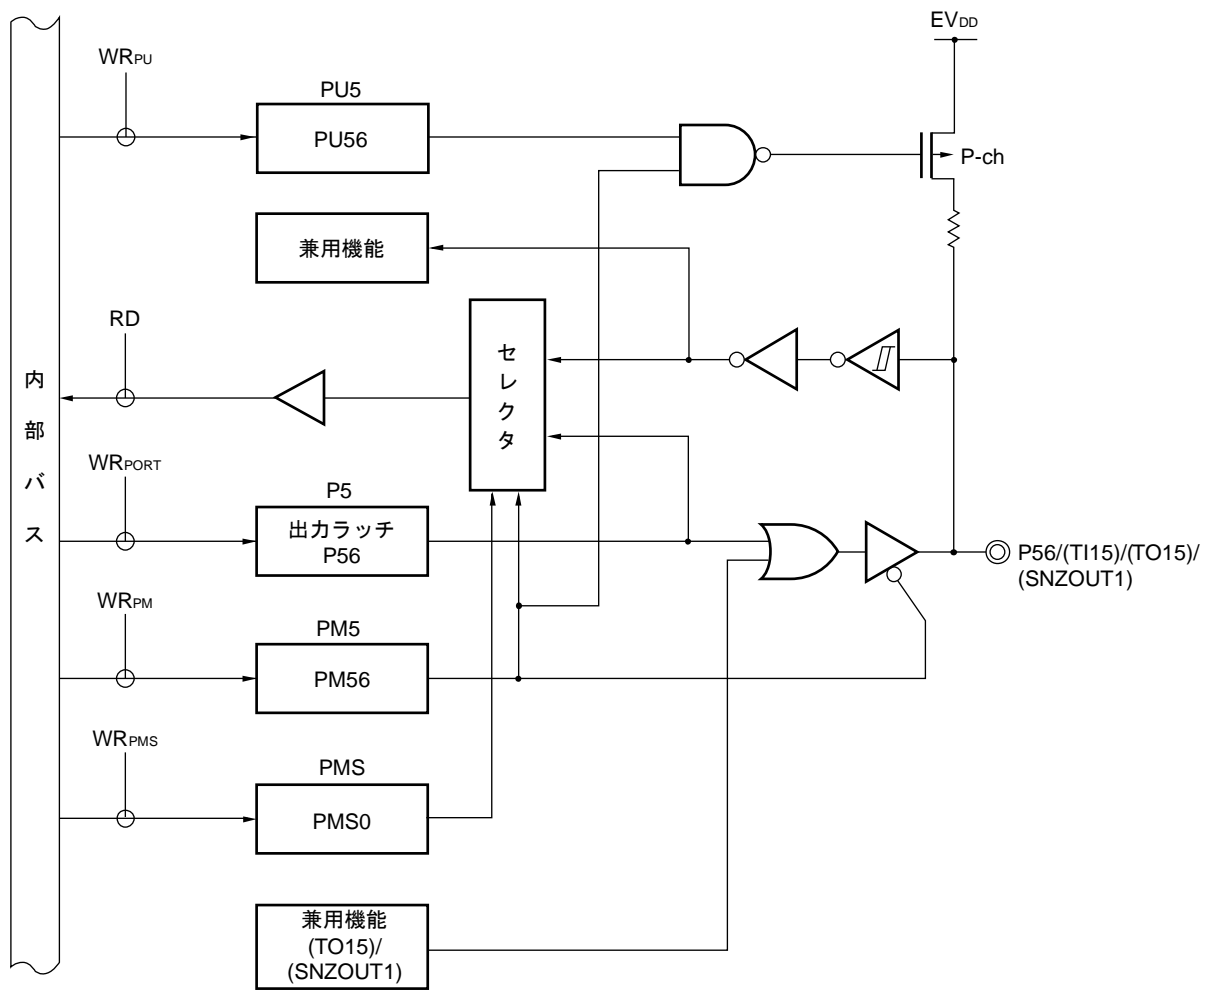 EVDD
WRPU
PU5
PU56
P-ch
兼用機能
RD
セレクタ
内部バス
WRPORT
P5
出力ラッチ
P56
P56/(TI15)/(TO15)/
(SNZOUT1)
WRPM
PM5
PM56
WRPMS
PMS
PMS0
兼用機能
(TO15)/
(SNZOUT1)